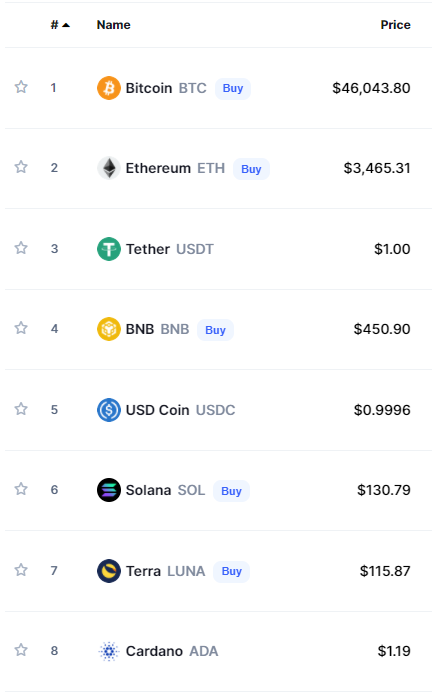 # Name Price
1 Bitcoin BTC Buy $46,043.80
2 Ethereum ETH Buy $3,465.31
3 Tether USDT $1.00
4 BNB BNB Buy $450.90
5 USD Coin USDC $0.9996
6 Solana SOL Buy $130.79
7 Terra LUNA Buy $115.87
8 Cardano ADA $1.19